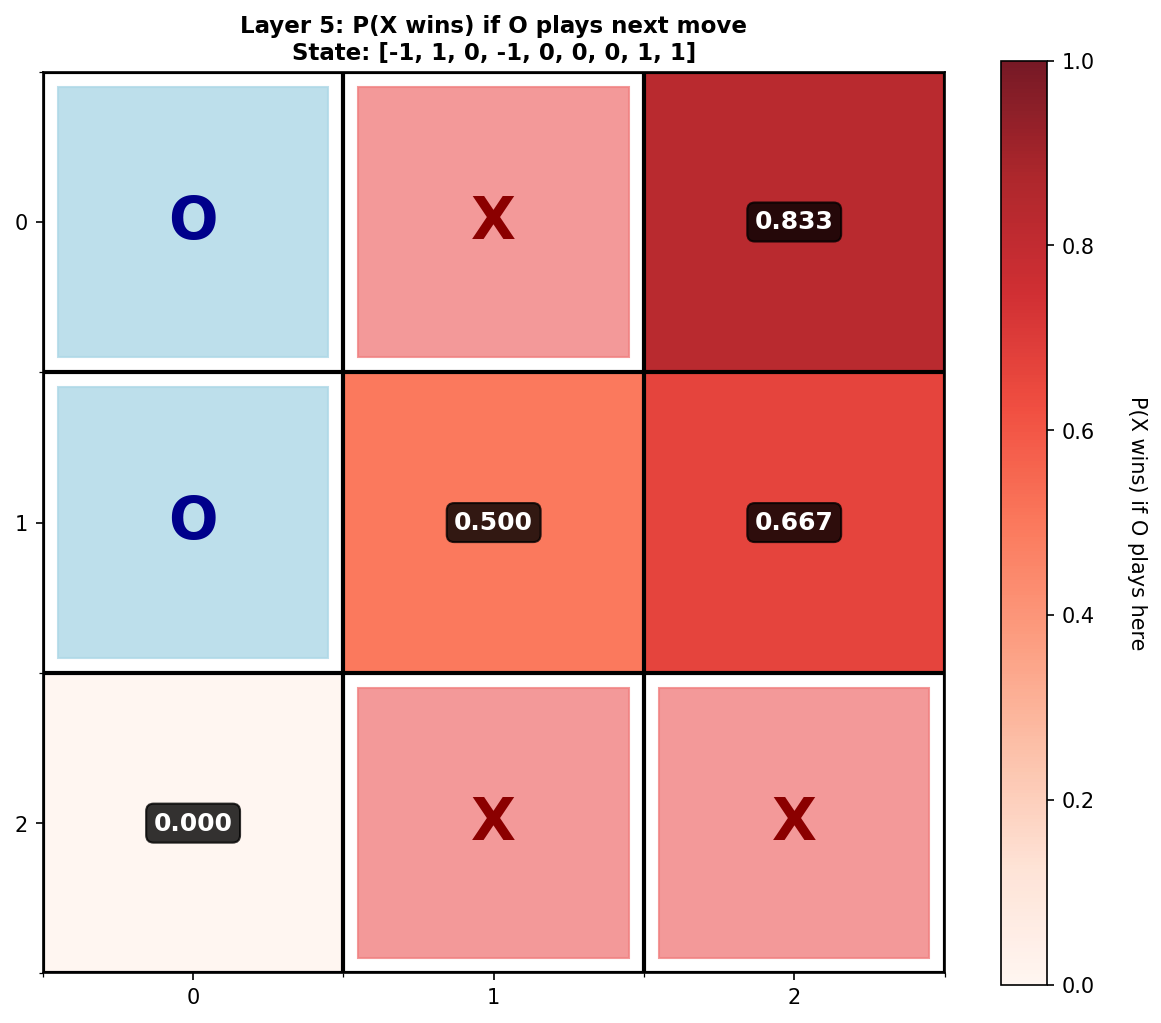 Layer 5: P(X wins) if O plays next move
State: [-1, 1, 0, -1, 0, 0, 0, 1, 1]
O
X
0.833
O
0.500
0.667
0.000
X
X
0
1
2
0
1
2
1.0
0.8
0.6
0.4
0.2
0.0
P(X wins) if O plays here